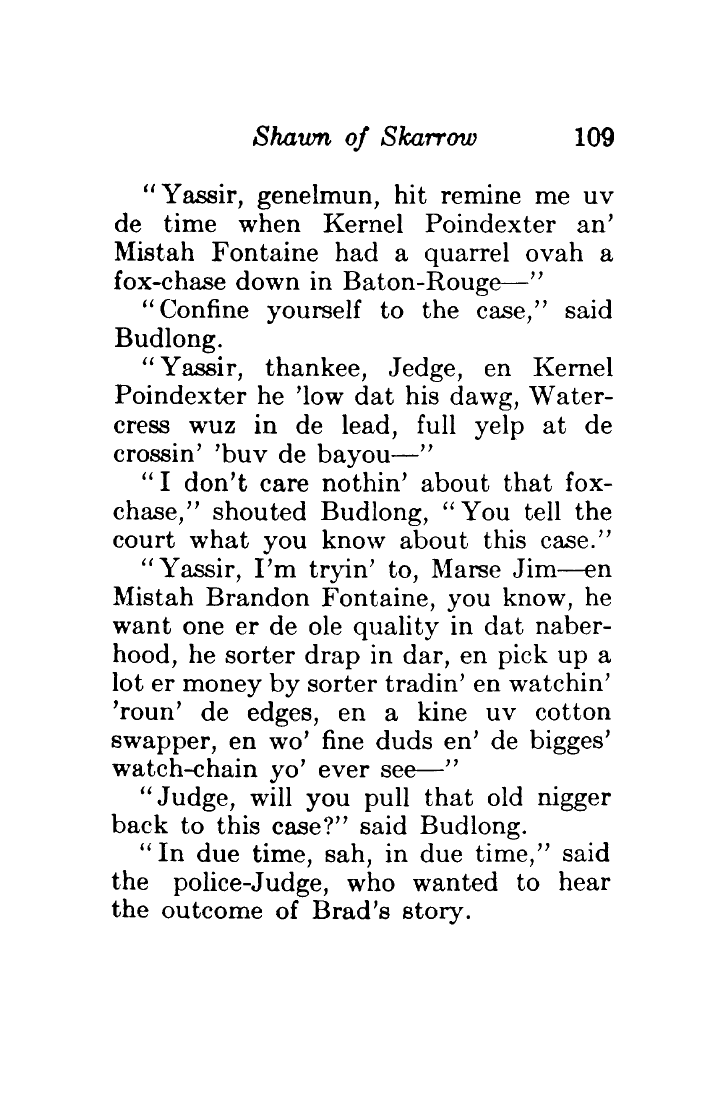 Shawn of Skarrow 109
“Yassir, genelmun, hit remine me uv
de time when Kernel Poindexter an’
Mistah Fontaine had a quarrel ovah a
fox-chase down in Baton-Rouge—”
“Confine yourself to the case,” said
Budlong.
“Yassir, thankee, Jedge, en Kernel
Poindexter he ’low dat his dawg, Water-
cress wuz in de lead, full yelp at de
crossin’ ’buv de bayou—”
“I don’t care nothin’ about that fox-
chase,” shouted Budlong, “You tell the
court what you know about this case.”
“Yassir, I’m tryin’ to, Marse Jim—en
Mistah Brandon Fontaine, you know, he
want one er de ole quality in dat naber-
hood, he sorter drap in dar, en pick up a
lot er money by sorter tradin’ en watchin’
’roun’ de edges, en a kine uv cotton
swapper, en wo’ fine duds en’ de bigges’
watch-chain yo’ ever see—”
“Judge, will you pull that old nigger
back to this case?” said Budlong.
“In due time, sah, in due time,” said
the police-Judge, who wanted to hear
the outcome of Brad’s story.